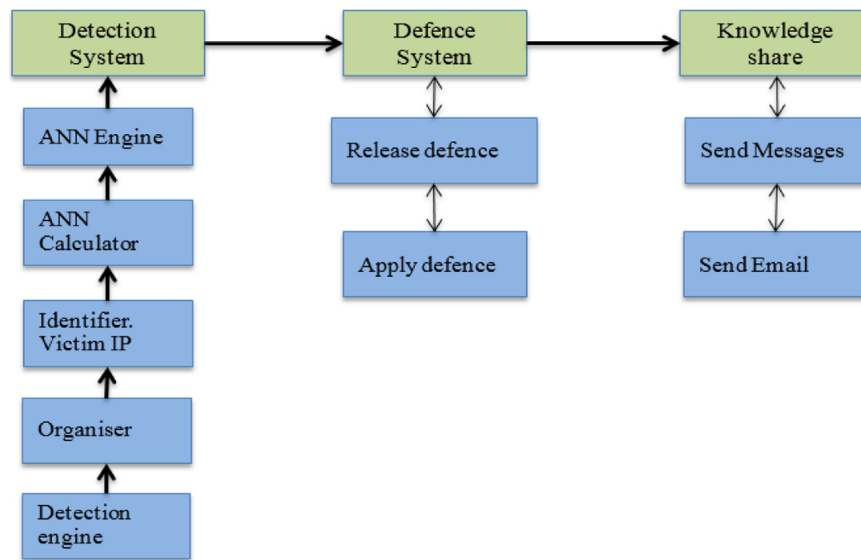 Detection
System
Defence
System
Knowledge
share
ANN Engine
Release defence
Send Messages
ANN
Calculator
Apply defence
Send Email
Identifier.
Victim IP
Organiser
Detection
engine